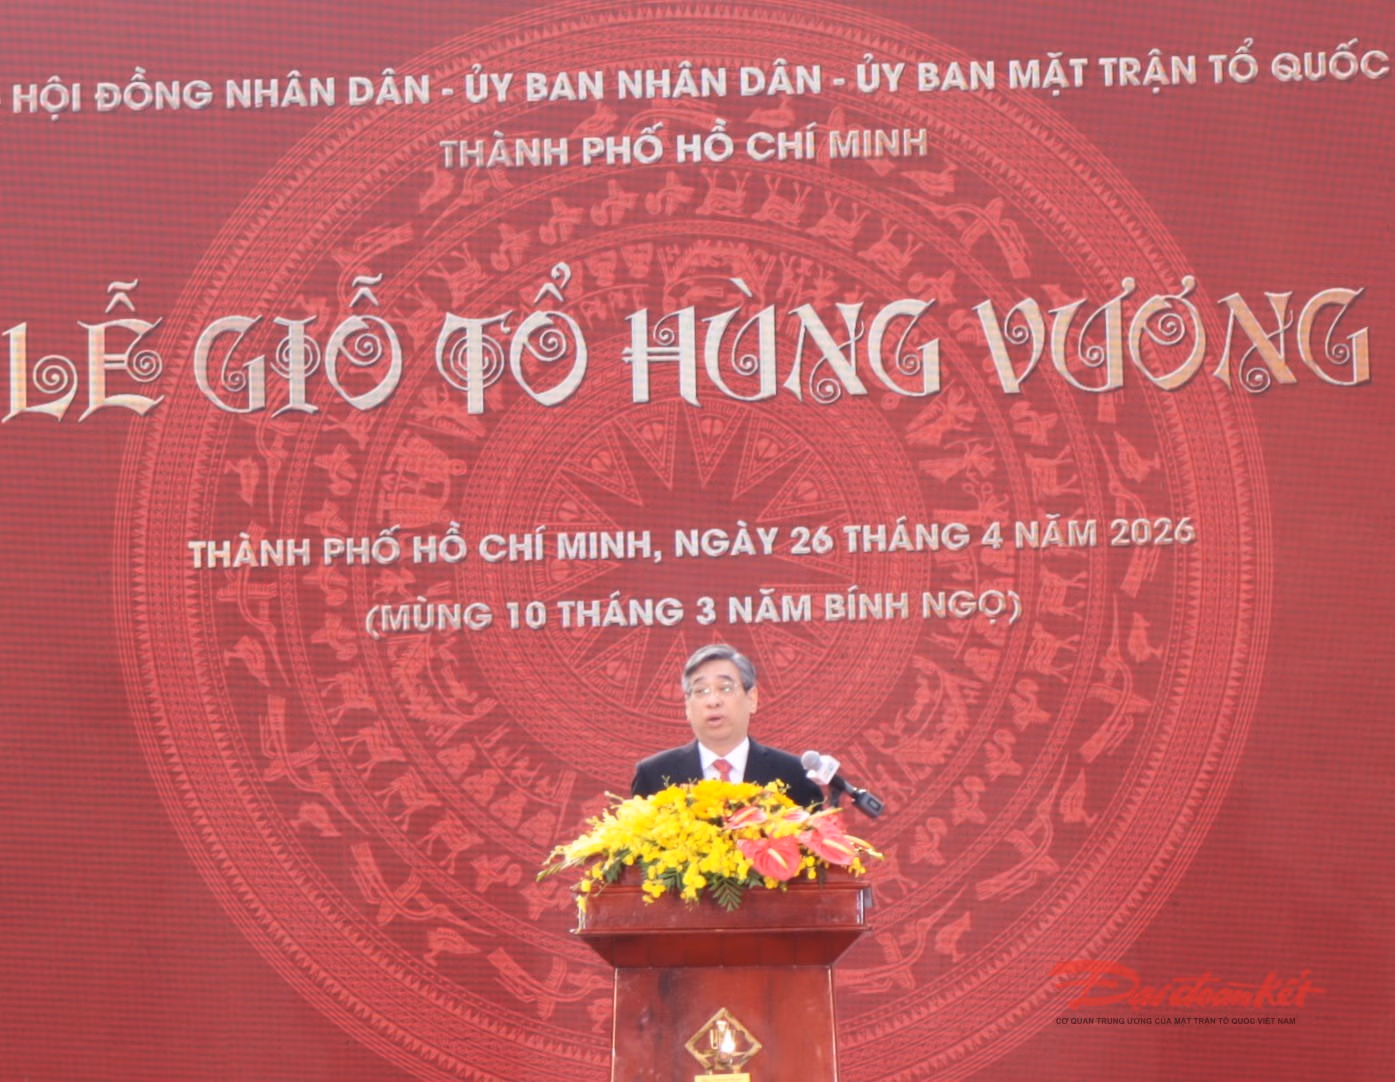 - HỘI ĐỒNG NHÂN DÂN - ỦY BAN NHÂN DÂN - ỦY BAN MẶT TRẬN TỔ QUỐC
THÀNH PHỐ HỒ CHÍ MINH
LỄ GIỖ TỔ HÙNG VƯƠNG
THÀNH PHỐ HỒ CHÍ MINH, NGÀY 26 THÁNG 4 NĂM 2026
(MÙNG 10 THÁNG 3 NĂM BÍNH NGỌ)
Đại đoàn kết
CƠ QUAN TRUNG ƯƠNG CỦA MẶT TRẬN TỔ QUỐC VIỆT NAM